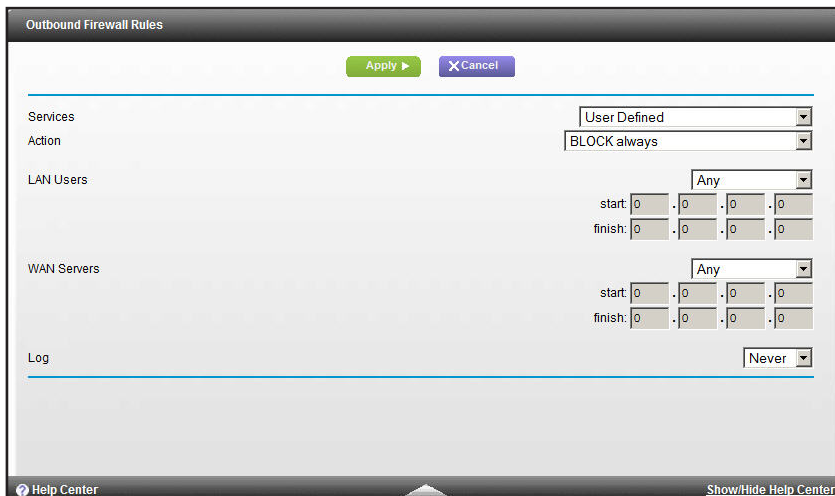 Outbound Firewall Rules
Apply
Cancel
Services User Defined
Action BLOCK always
LAN Users Any
start: 0 . 0 . 0 . 0
finish: 0 . 0 . 0 . 0
WAN Servers Any
start: 0 . 0 . 0 . 0
finish: 0 . 0 . 0 . 0
Log Never
? Help Center Show/Hide Help Center